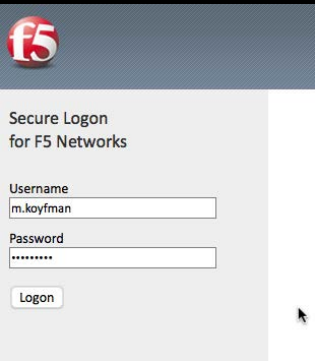 f5
Secure Logon
for F5 Networks
Username
m.koyfman
Password
•••••••••
Logon